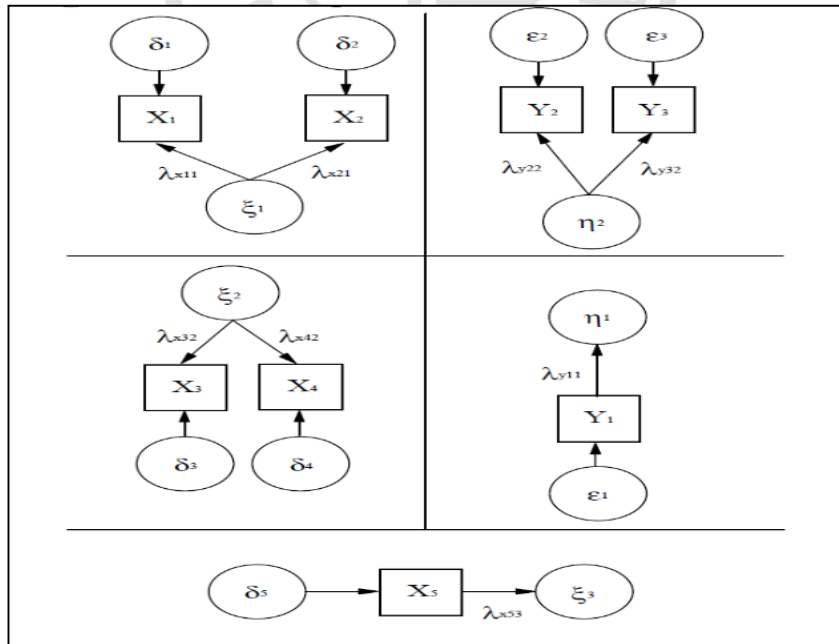 δ1 δ2
X1 X2
λx11 λx21
ξ1
ε2 ε3
Y2 Y3
λy22 λy32
η2
ξ2
λx32 λx42
X3 X4
δ3 δ4
η1
λy11
Y1
ε1
δ5 X5 λx53 ξ3